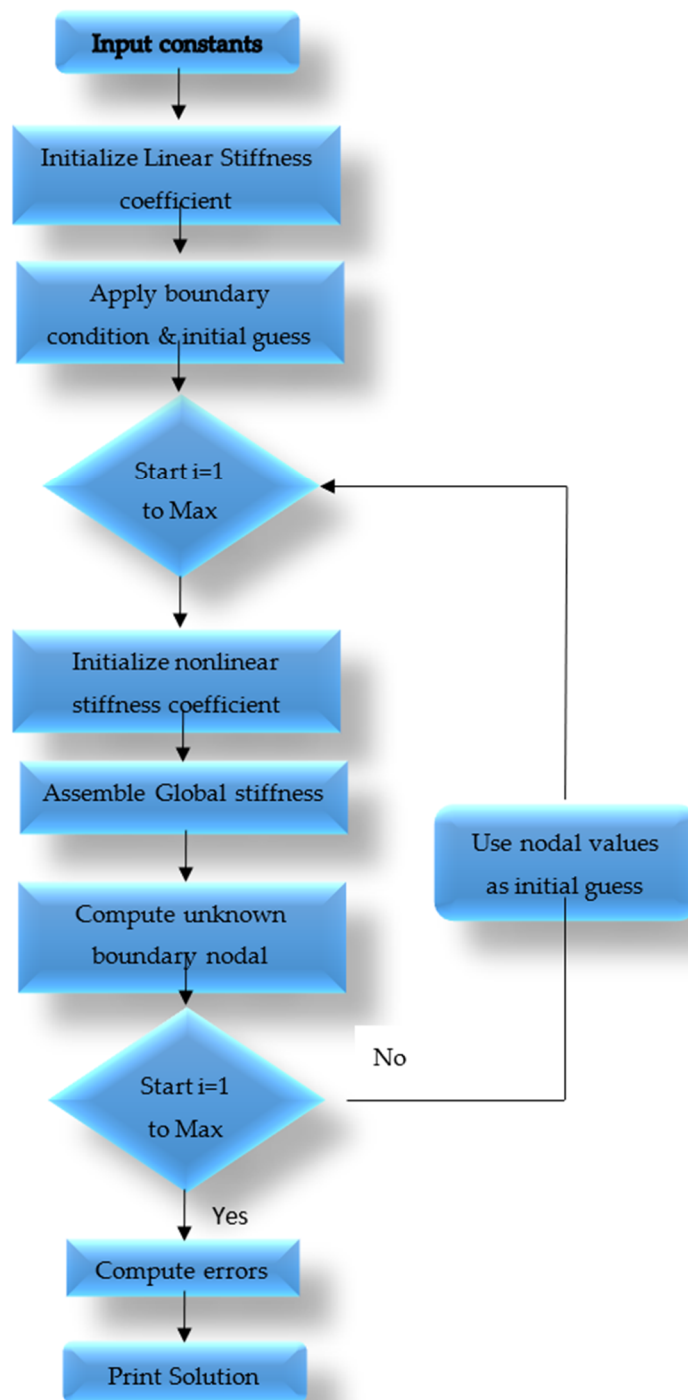 Input constants
Initialize Linear Stiffness
coefficient
Apply boundary
condition & initial guess
Start i=1
to Max
Initialize nonlinear
stiffness coefficient
Assemble Global stiffness
Use nodal values
as initial guess
Compute unknown
boundary nodal
No
Start i=1
to Max
Yes
Compute errors
Print Solution